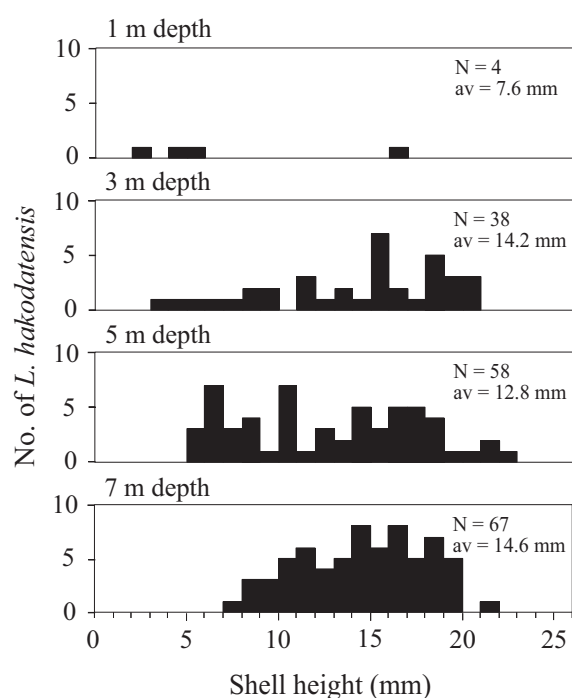 1 m depth
10
5
0
N = 4
av = 7.6 mm
3 m depth
10
5
0
N = 38
av = 14.2 mm
5 m depth
10
5
0
N = 58
av = 12.8 mm
7 m depth
10
5
0
N = 67
av = 14.6 mm
No. of L. hakodatensis
0 5 10 15 20 25
Shell height (mm)